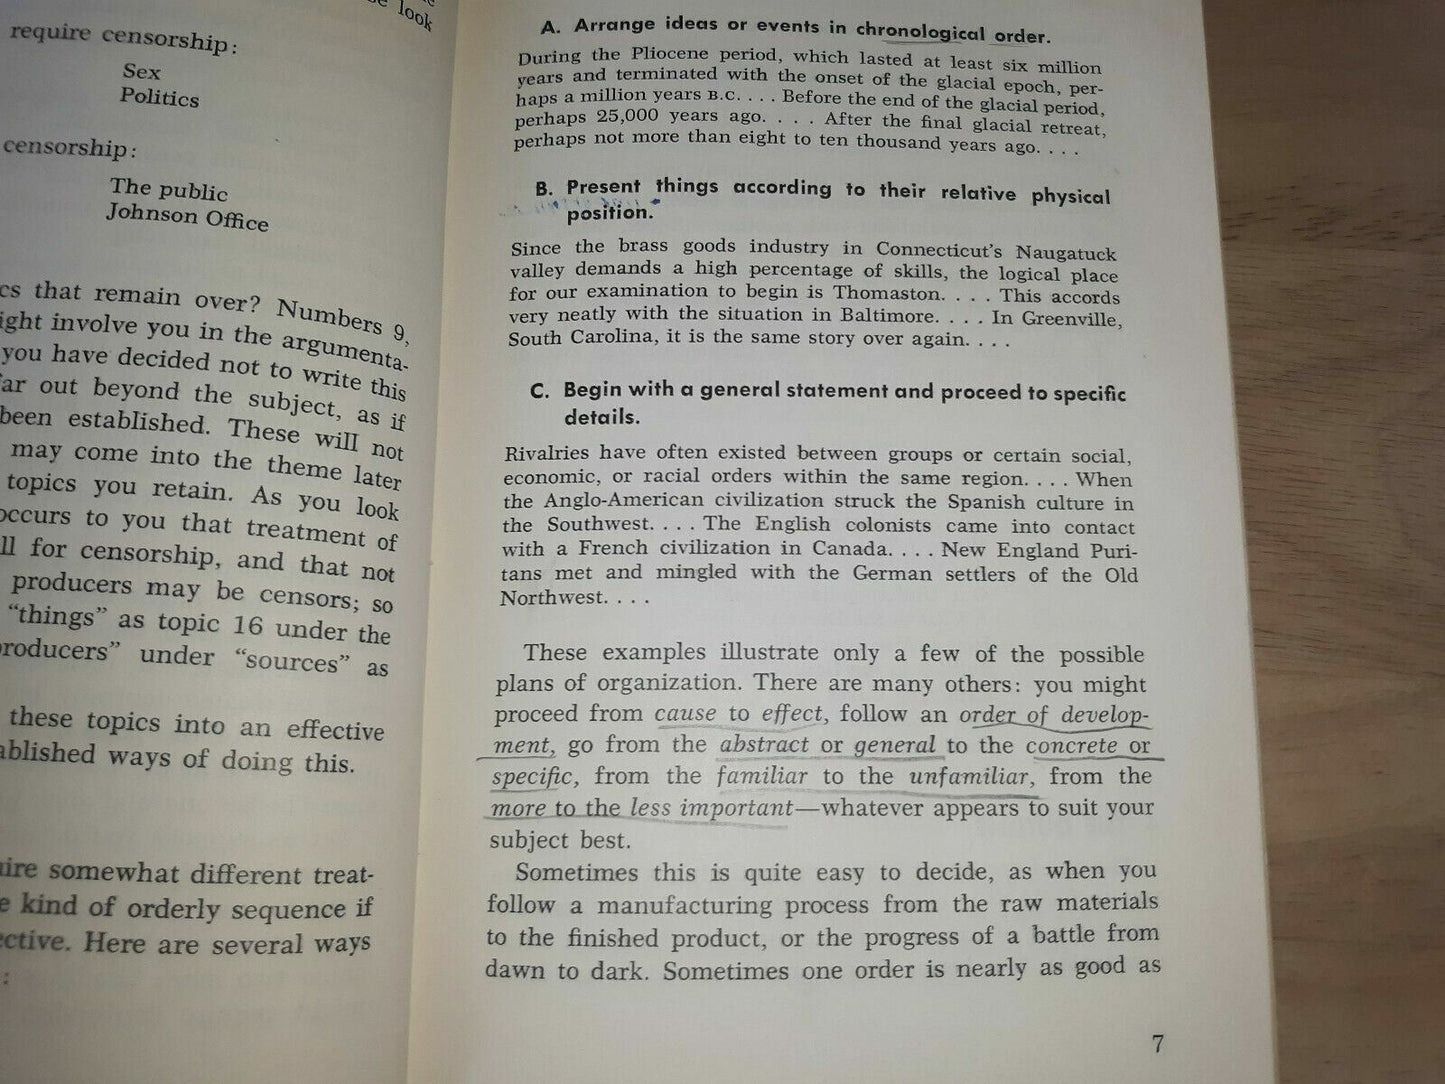 look
require censorship:
Sex
Politics
censorship:
The public
Johnson Office
that remain over? Numbers 9,
involve you in the argumenta-
you have decided not to write this
out beyond the subject, as if
been established. These will not
may come into the theme later
topics you retain. As you look
occurs to you that treatment of
for censorship, and that not
producers may be censors; so
“things” as topic 16 under the
producers” under “sources” as
these topics into an effective
ways of doing this.
somewhat different treat-
kind of orderly sequence if
Here are several ways
:
A. Arrange ideas or events in chronological order.
During the Pliocene period, which lasted at least six million
years and terminated with the onset of the glacial epoch, per-
haps a million years B.C. . . . Before the end of the glacial period,
perhaps 25,000 years ago. . . . After the final glacial retreat,
perhaps not more than eight to ten thousand years ago. . . .
B. Present things according to their relative physical
position.
Since the brass goods industry in Connecticut’s Naugatuck
valley demands a high percentage of skills, the logical place
for our examination to begin is Thomaston. . . . This accords
very neatly with the situation in Baltimore. . . . In Greenville,
South Carolina, it is the same story over again. . . .
C. Begin with a general statement and proceed to specific
details.
Rivalries have often existed between groups or certain social,
economic, or racial orders within the same region. . . . When
the Anglo-American civilization struck the Spanish culture in
the Southwest. . . . The English colonists came into contact
with a French civilization in Canada. . . . New England Puri-
tans met and mingled with the German settlers of the Old
Northwest. . . .
These examples illustrate only a few of the possible
plans of organization. There are many others: you might
proceed from cause to effect, follow an order of develop-
ment, go from the abstract or general to the concrete or
specific, from the familiar to the unfamiliar, from the
more to the less important—whatever appears to suit your
subject best.
Sometimes this is quite easy to decide, as when you
follow a manufacturing process from the raw materials
to the finished product, or the progress of a battle from
dawn to dark. Sometimes one order is nearly as good as
7